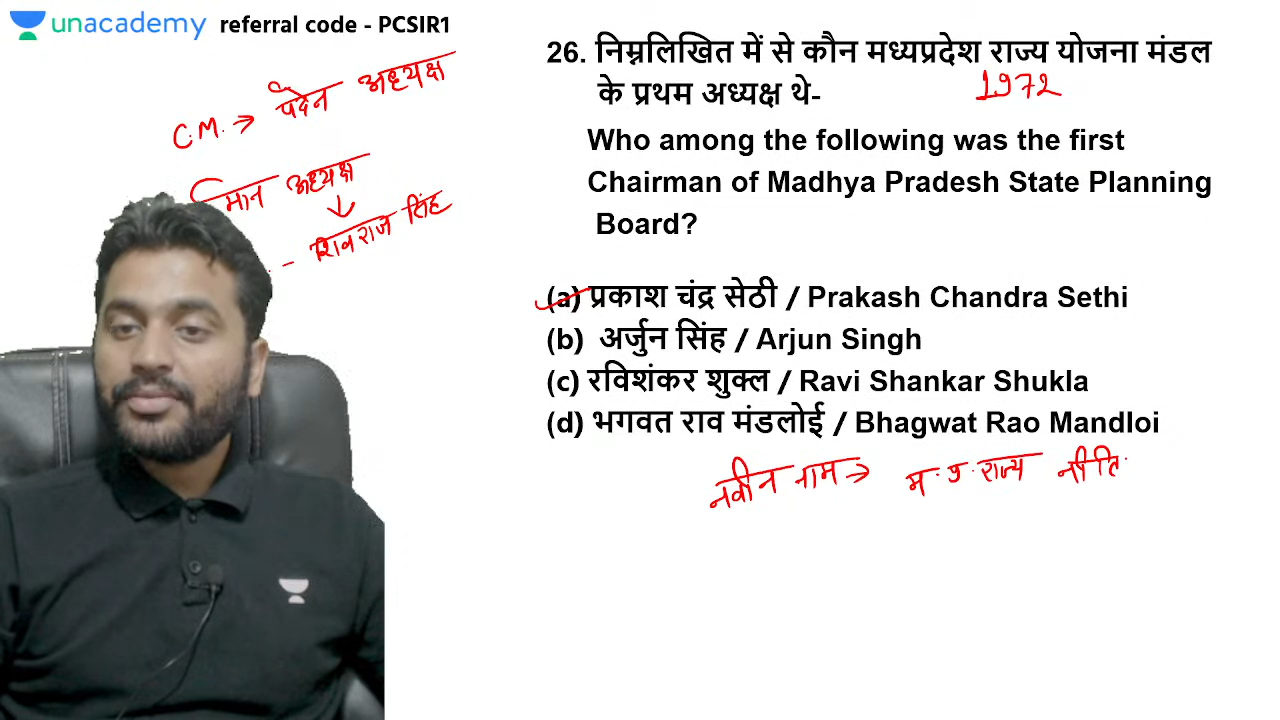 unacademy referral code - PCSIR1
C.M. → पदेन अध्यक्ष
मान अध्यक्ष
↓
- शिवराज सिंह
26. निम्नलिखित में से कौन मध्यप्रदेश राज्य योजना मंडल
के प्रथम अध्यक्ष थे-
1972
Who among the following was the first
Chairman of Madhya Pradesh State Planning
Board?
(a) प्रकाश चंद्र सेठी / Prakash Chandra Sethi
(b) अर्जुन सिंह / Arjun Singh
(c) रविशंकर शुक्ल / Ravi Shankar Shukla
(d) भगवत राव मंडलोई / Bhagwat Rao Mandloi
नवीन नाम → म.प्र. राज्य नीति